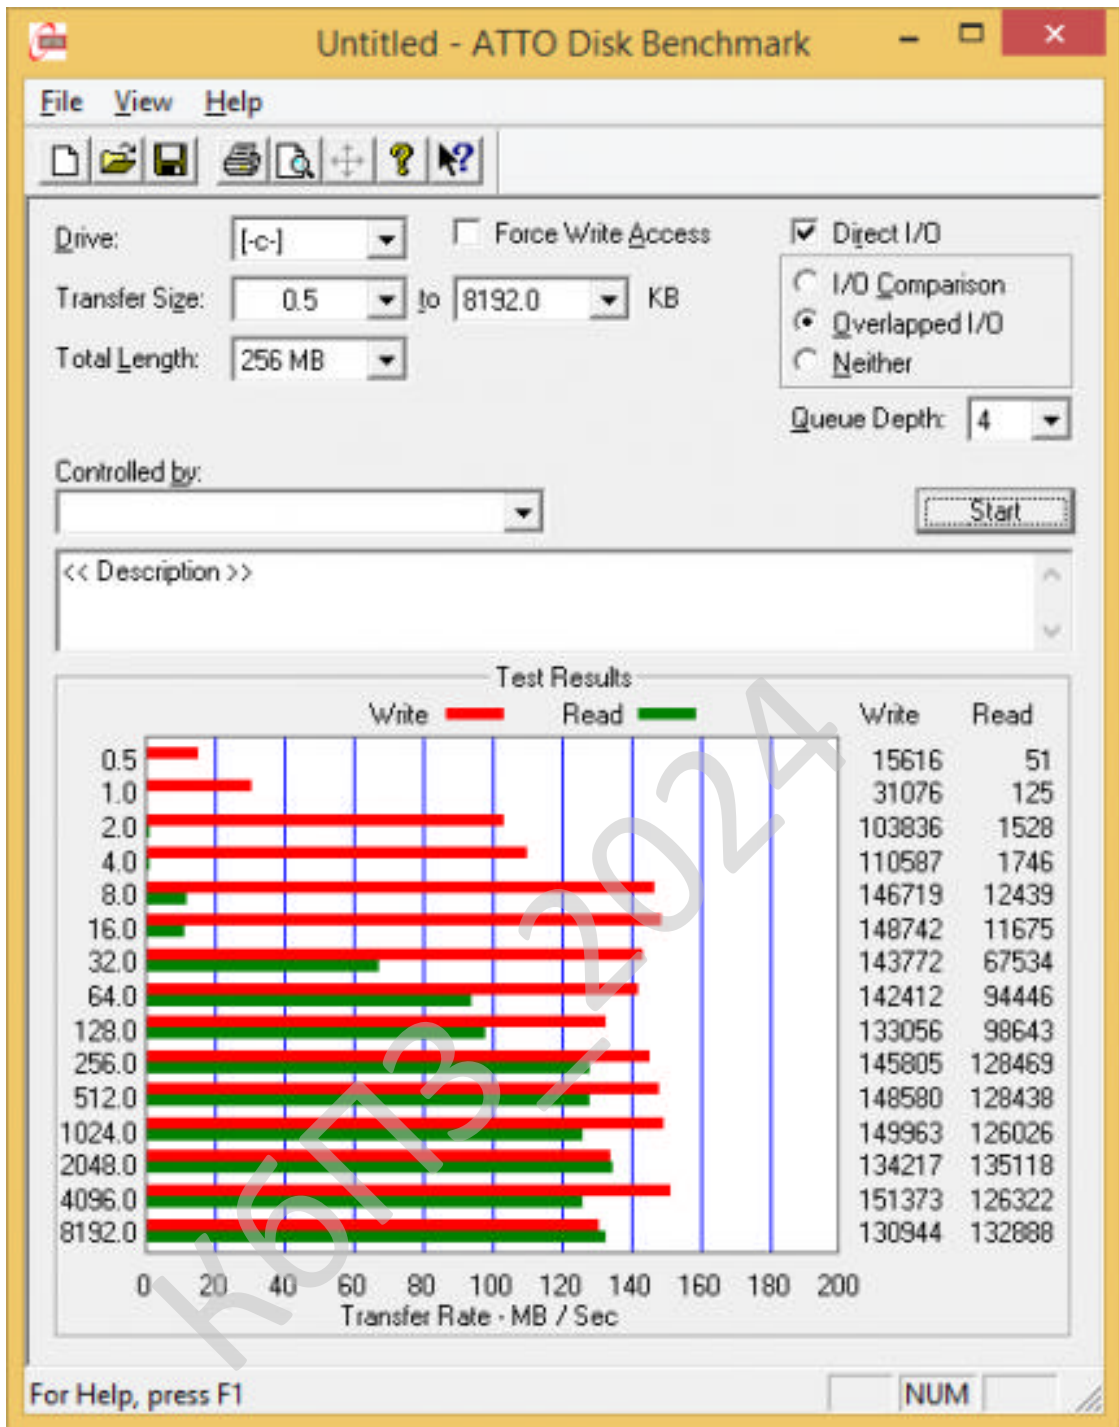 Untitled - ATTO Disk Benchmark
File View Help
Drive: [-c-] Force Write Access Direct I/O
Transfer Size: 0.5 to 8192.0 KB I/O Comparison
Overlapped I/O
Total Length: 256 MB Neither
Queue Depth: 4
Controlled by:
Start
<< Description >>
Test Results
Write Read Write Read
0.5 15616 51
1.0 31076 125
2.0 103836 1528
4.0 110587 1746
8.0 146719 12439
16.0 148742 11675
32.0 143772 67534
64.0 142412 94446
128.0 133056 98643
256.0 145805 128469
512.0 148580 128438
1024.0 149963 126026
2048.0 134217 135118
4096.0 151373 126322
8192.0 130944 132888
0 20 40 60 80 100 120 140 160 180 200
Transfer Rate - MB / Sec
For Help, press F1 NUM
КБПЗ_2024